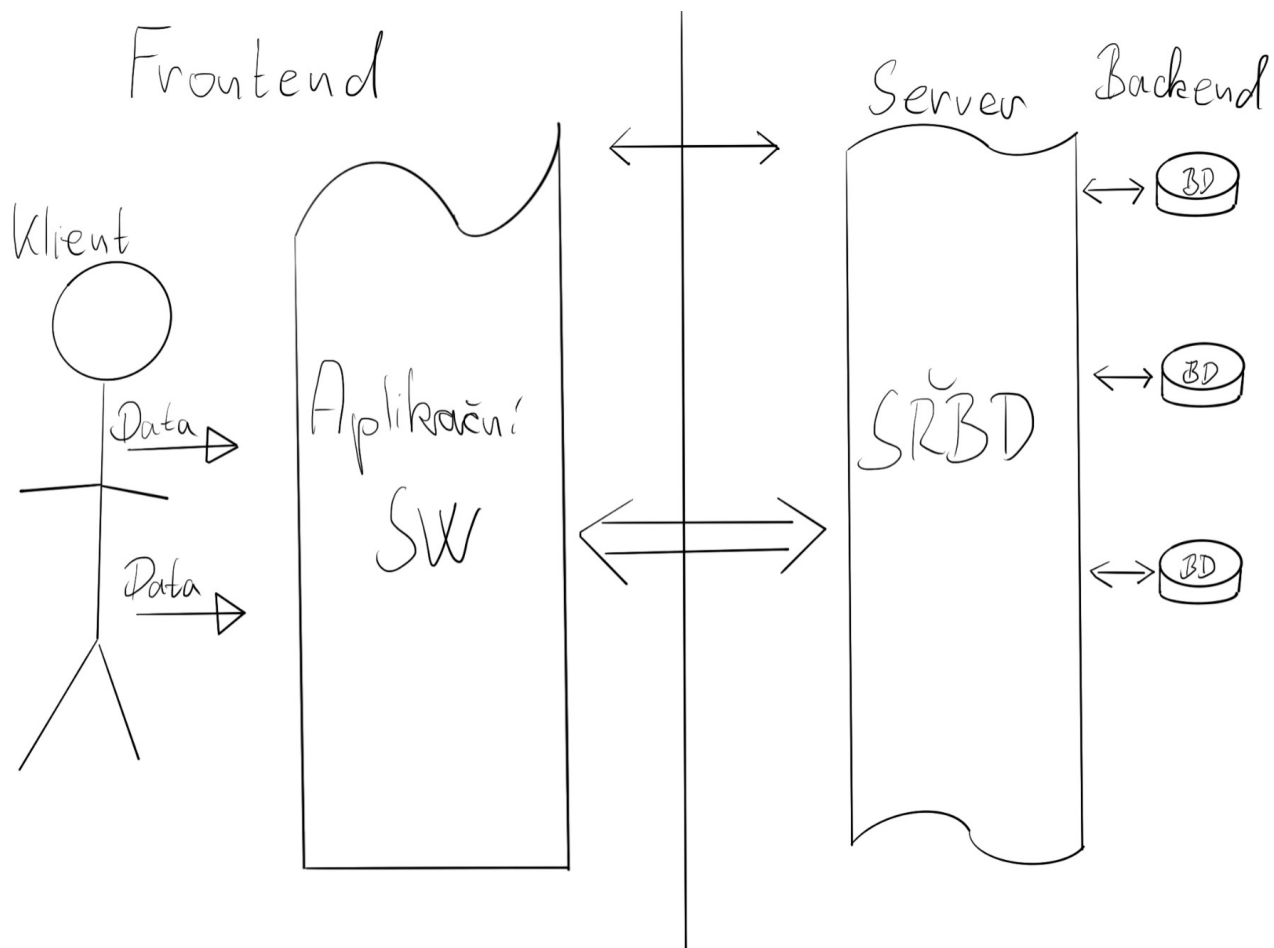 Frontend
Server
Backend
Klient
Data
Data
Aplikační
SW
SŘBD
BD
BD
BD